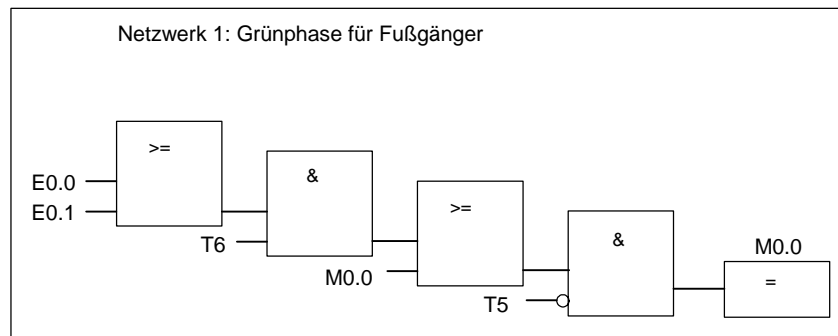 Netzwerk 1: Grünphase für Fußgänger
>=
E0.0
E0.1
&
T6
>=
M0.0
&
T5
M0.0
=